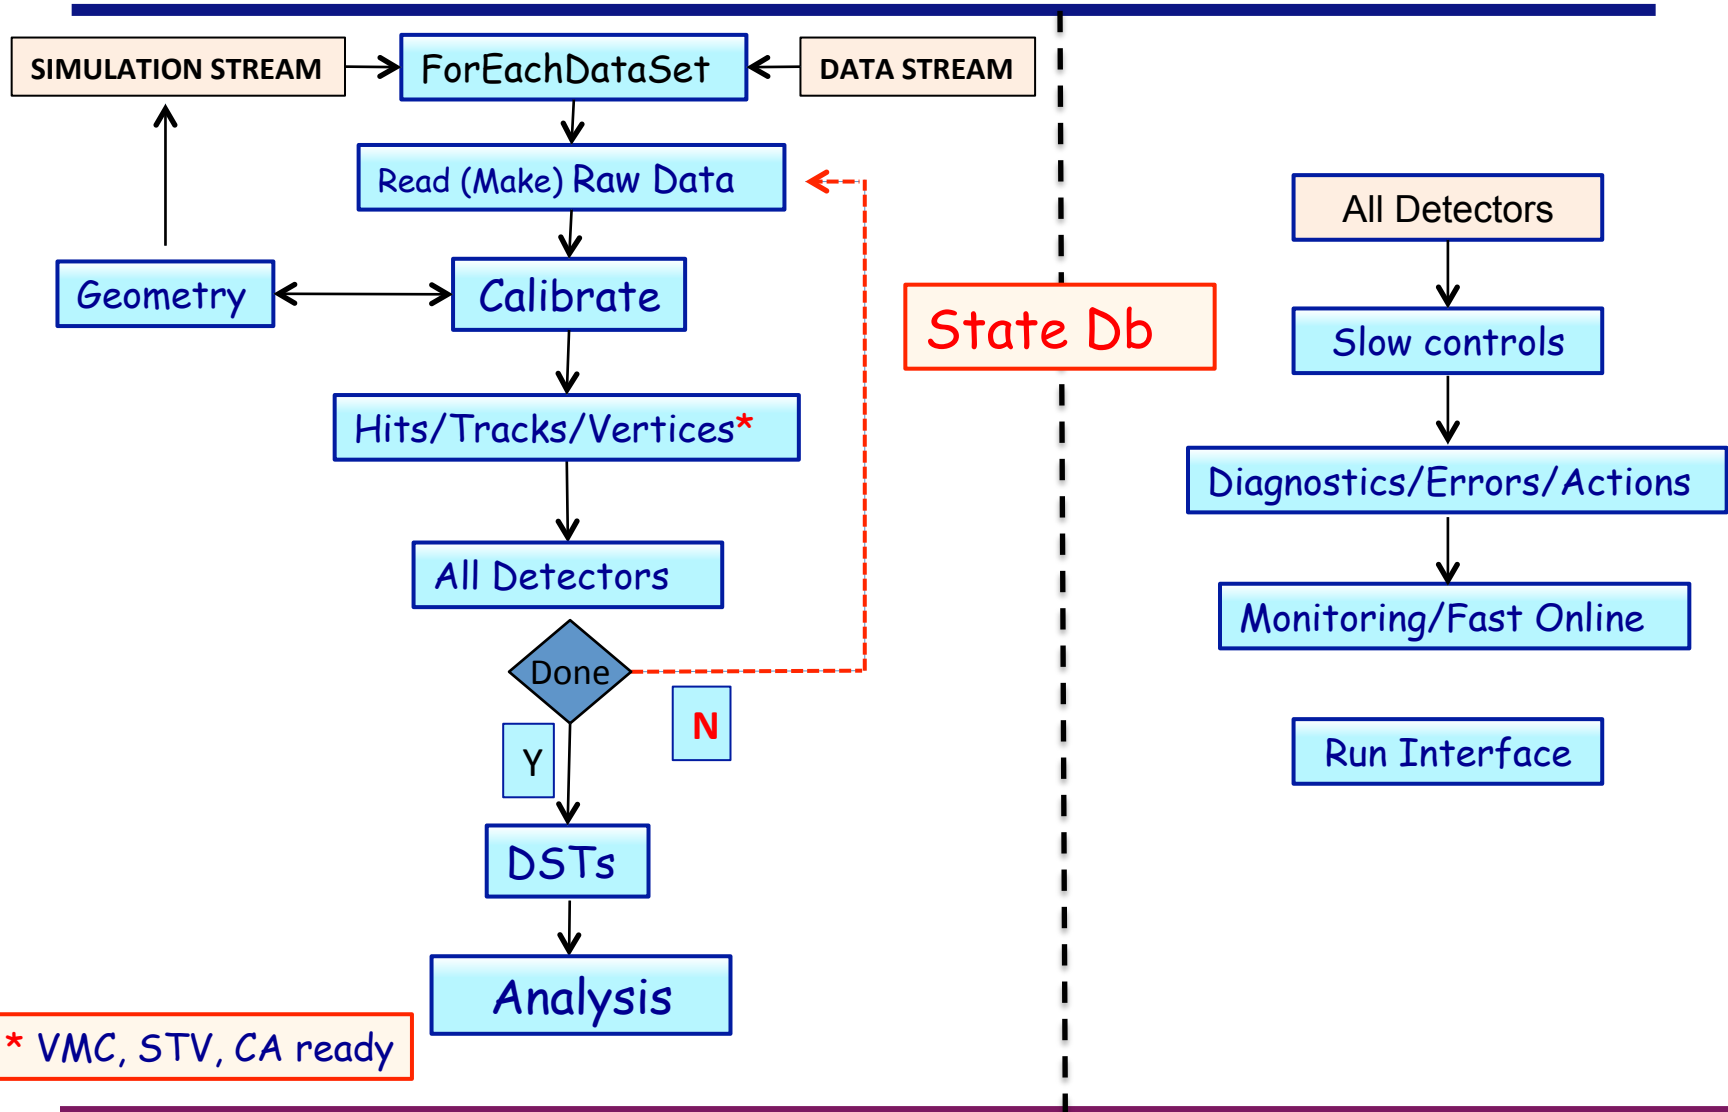 SIMULATION STREAM
ForEachDataSet
DATA STREAM
Read (Make) Raw Data
Geometry
Calibrate
Hits/Tracks/Vertices*
All Detectors
Done
N
Y
DSTs
Analysis
* VMC, STV, CA ready
State Db
All Detectors
Slow controls
Diagnostics/Errors/Actions
Monitoring/Fast Online
Run Interface